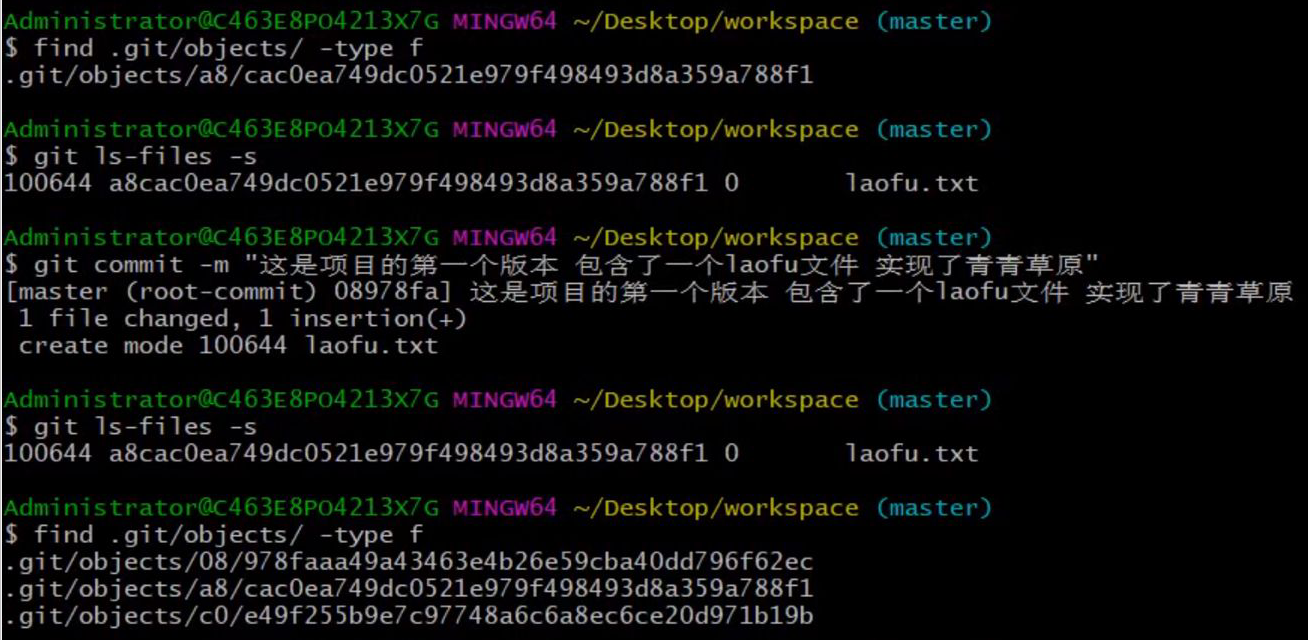 Administrator@C463E8PO4213X7G MINGW64 ~/Desktop/workspace (master)
$ find .git/objects/ -type f
.git/objects/a8/cac0ea749dc0521e979f498493d8a359a788f1
Administrator@C463E8PO4213X7G MINGW64 ~/Desktop/workspace (master)
$ git ls-files -s
100644 a8cac0ea749dc0521e979f498493d8a359a788f1 0       laofu.txt
Administrator@C463E8PO4213X7G MINGW64 ~/Desktop/workspace (master)
$ git commit -m "这是项目的第一个版本 包含了一个laofu文件 实现了青青草原"
[master (root-commit) 08978fa] 这是项目的第一个版本 包含了一个laofu文件 实现了青青草原
 1 file changed, 1 insertion(+)
 create mode 100644 laofu.txt
Administrator@C463E8PO4213X7G MINGW64 ~/Desktop/workspace (master)
$ git ls-files -s
100644 a8cac0ea749dc0521e979f498493d8a359a788f1 0       laofu.txt
Administrator@C463E8PO4213X7G MINGW64 ~/Desktop/workspace (master)
$ find .git/objects/ -type f
.git/objects/08/978faaa49a43463e4b26e59cba40dd796f62ec
.git/objects/a8/cac0ea749dc0521e979f498493d8a359a788f1
.git/objects/c0/e49f255b9e7c97748a6c6a8ec6ce20d971b19b